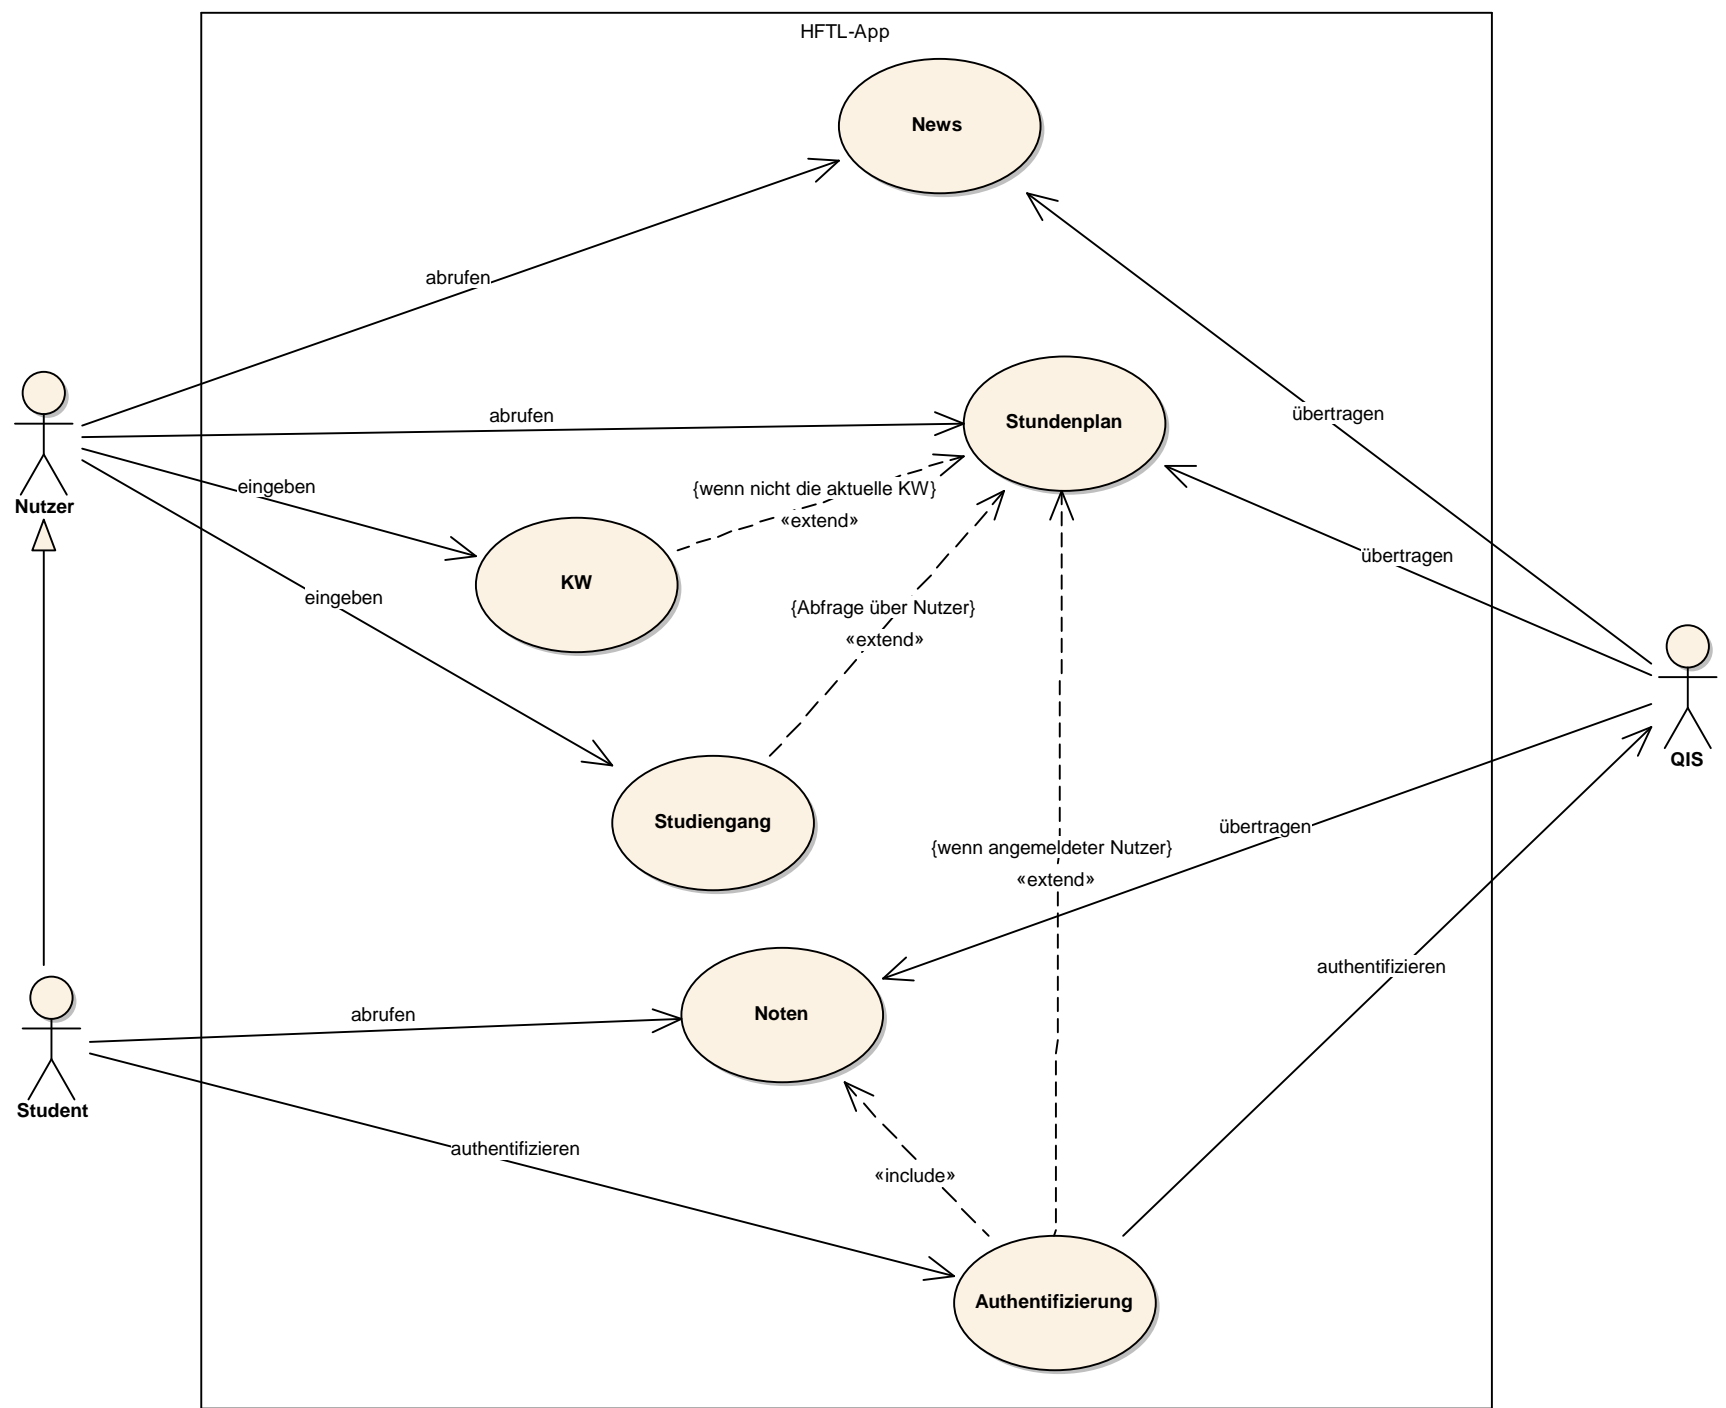 HFTL-App
News
abrufen
übertragen
abrufen
Stundenplan
eingeben
{wenn nicht die aktuelle KW}
«extend»
Nutzer
übertragen
KW
eingeben
{Abfrage über Nutzer}
«extend»
QIS
Studiengang
übertragen
{wenn angemeldeter Nutzer}
«extend»
authentifizieren
abrufen
Noten
Student
authentifizieren
«include»
Authentifizierung